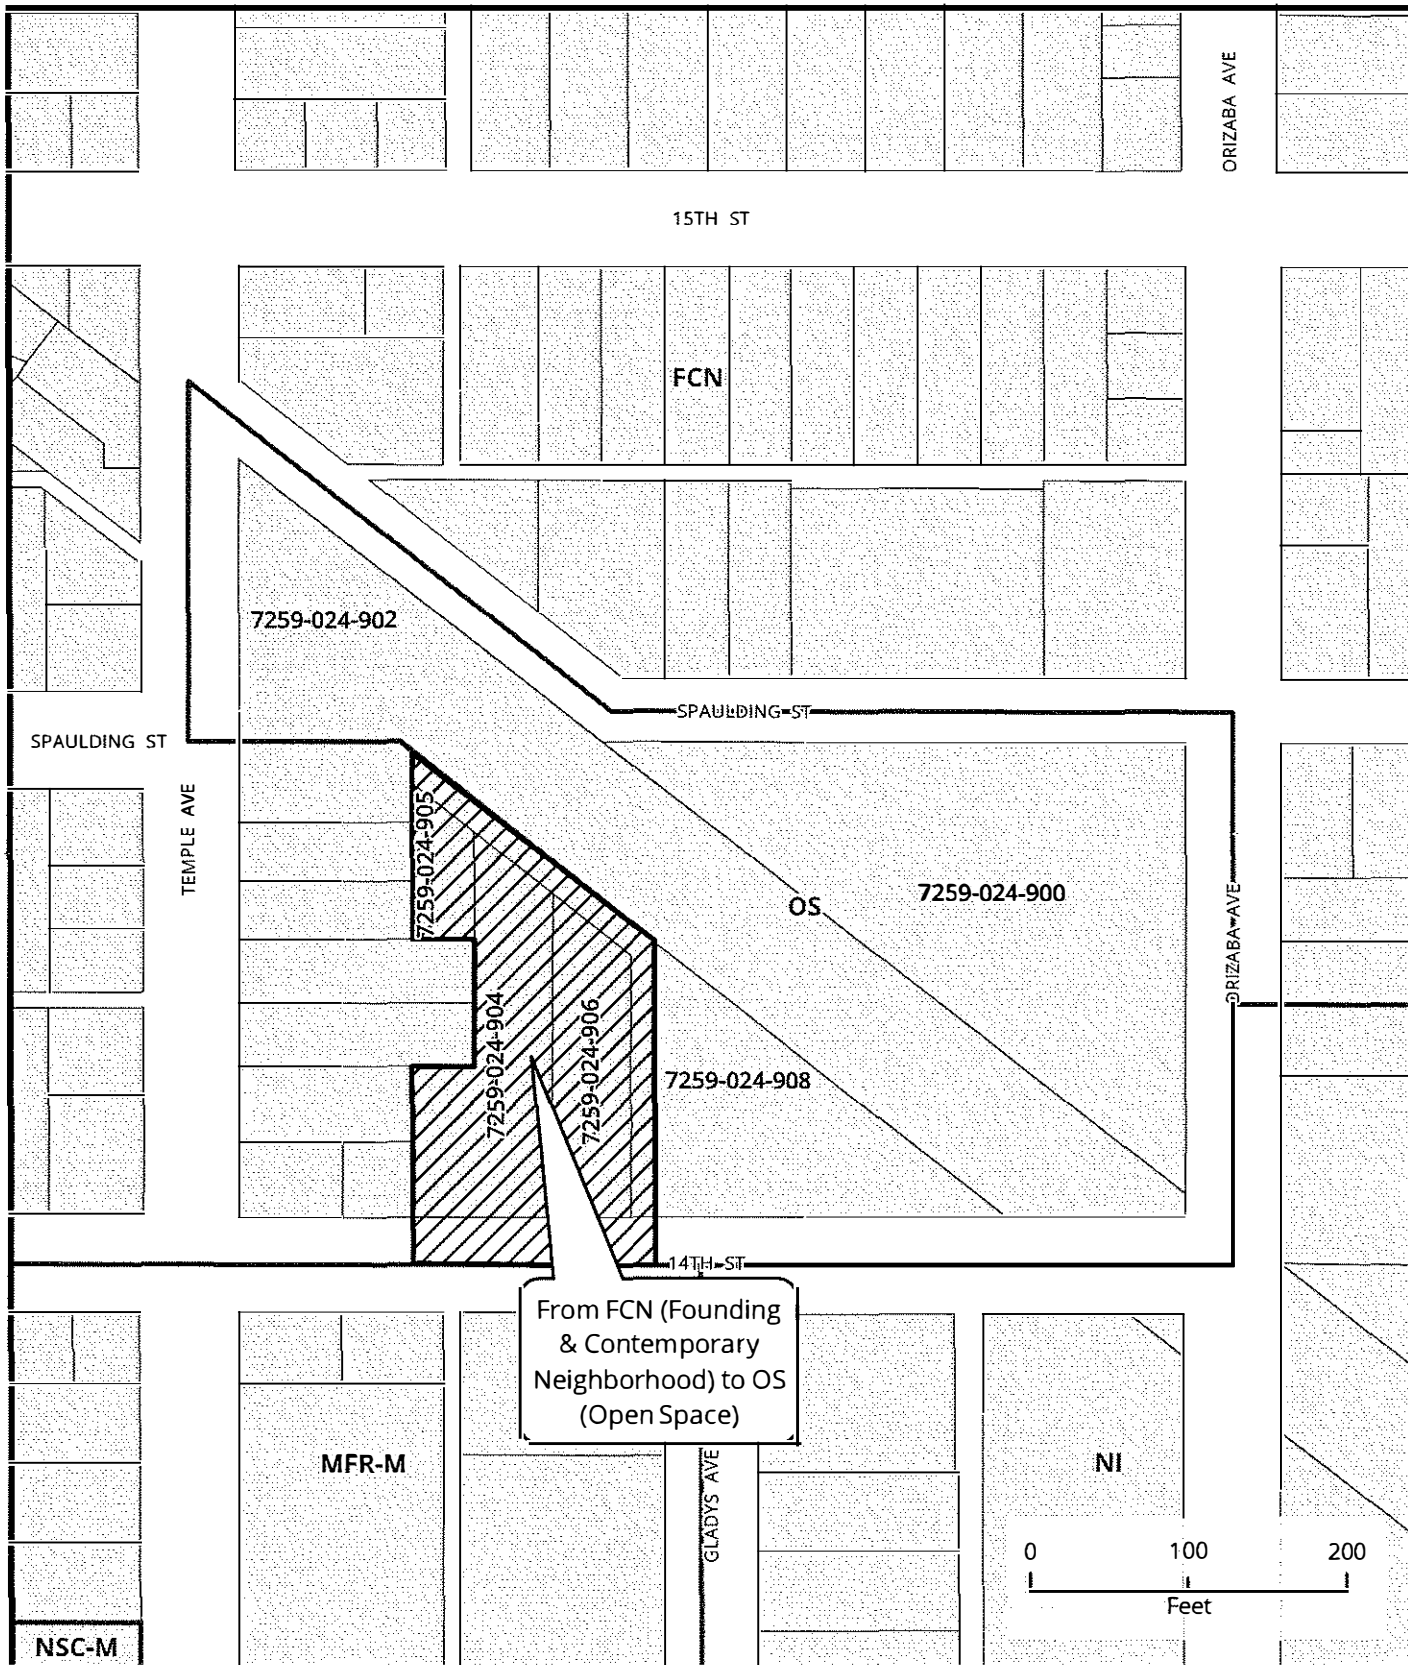 ORIZABA AVE
15TH ST
FCN
7259-024-902
SPAULDING ST
SPAULDING ST
TEMPLE AVE
7259-024-905
OS
7259-024-900
ORIZABA AVE
7259-024-904
7259-024-906
7259-024-908
14TH ST
From FCN (Founding
& Contemporary
Neighborhood) to OS
(Open Space)
MFR-M
GLADYS AVE
NI
0 100 200
Feet
NSC-M